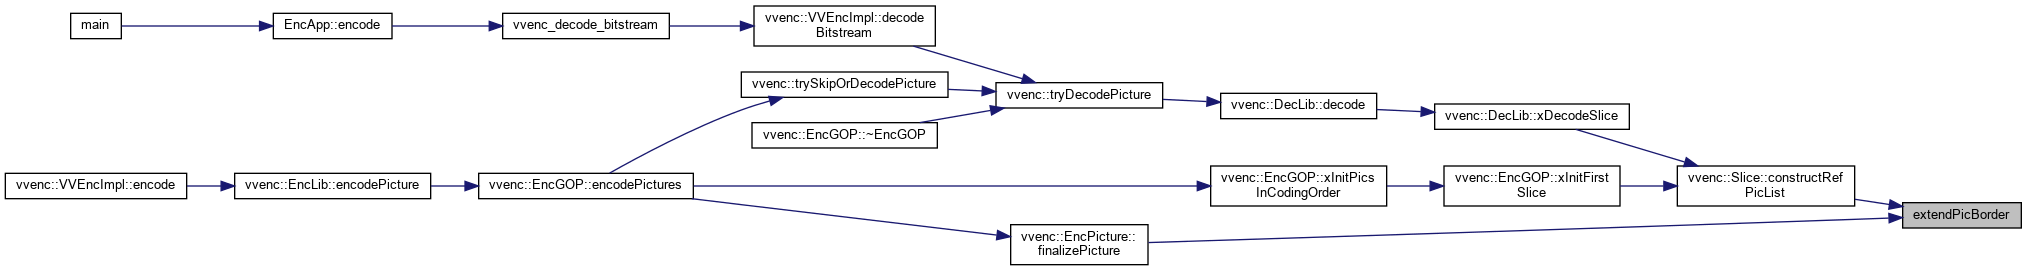 main
EncApp::encode
vvenc_decode_bitstream
vvenc::VVEncImpl::decode
Bitstream
vvenc::trySkipOrDecodePicture
vvenc::tryDecodePicture
vvenc::DecLib::decode
vvenc::DecLib::xDecodeSlice
vvenc::EncGOP::~EncGOP
vvenc::VVEncImpl::encode
vvenc::EncLib::encodePicture
vvenc::EncGOP::encodePictures
vvenc::EncGOP::xInitPics
InCodingOrder
vvenc::EncGOP::xInitFirst
Slice
vvenc::Slice::constructRef
PicList
extendPicBorder
vvenc::EncPicture::
finalizePicture